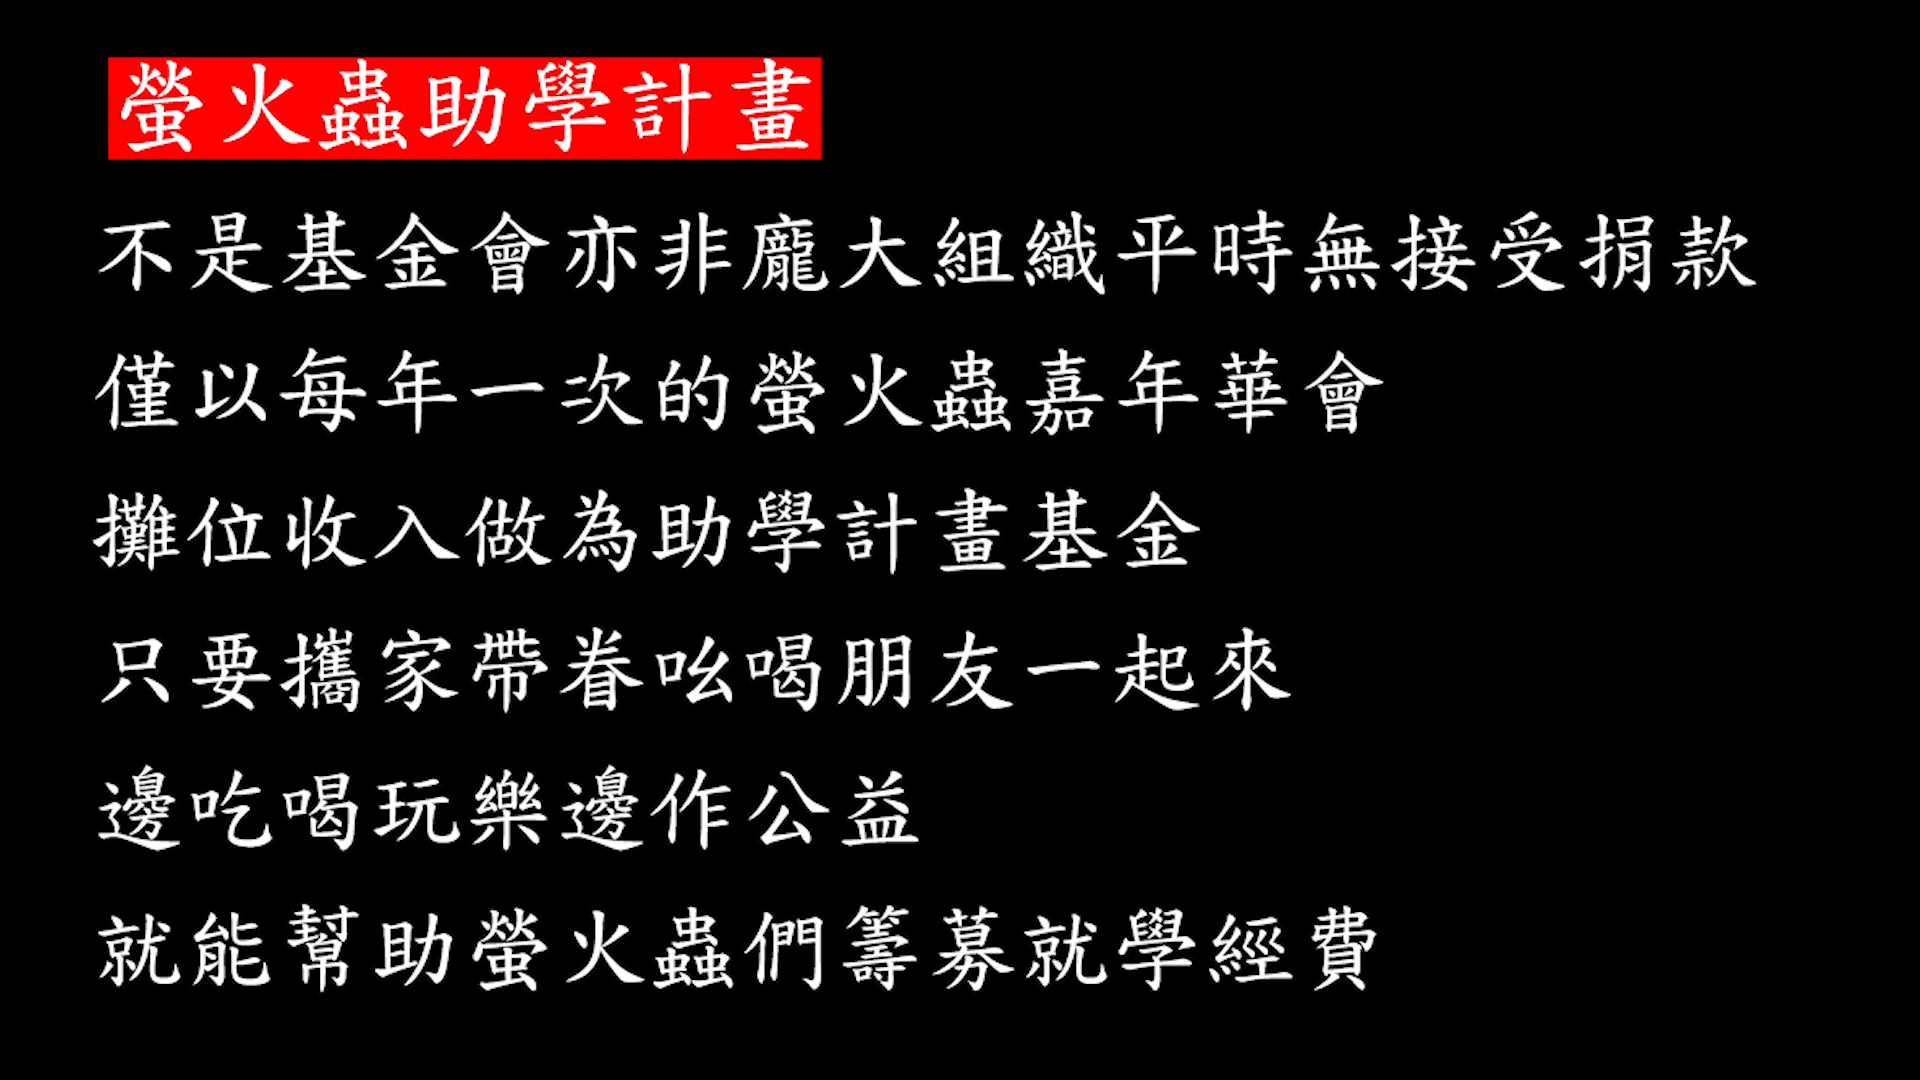 螢火蟲助學計畫
不是基金會亦非龐大組織平時無接受捐款
僅以每年一次的螢火蟲嘉年華會
攤位收入做為助學計畫基金
只要攜家帶眷吆喝朋友一起來
邊吃喝玩樂邊作公益
就能幫助螢火蟲們籌募就學經費